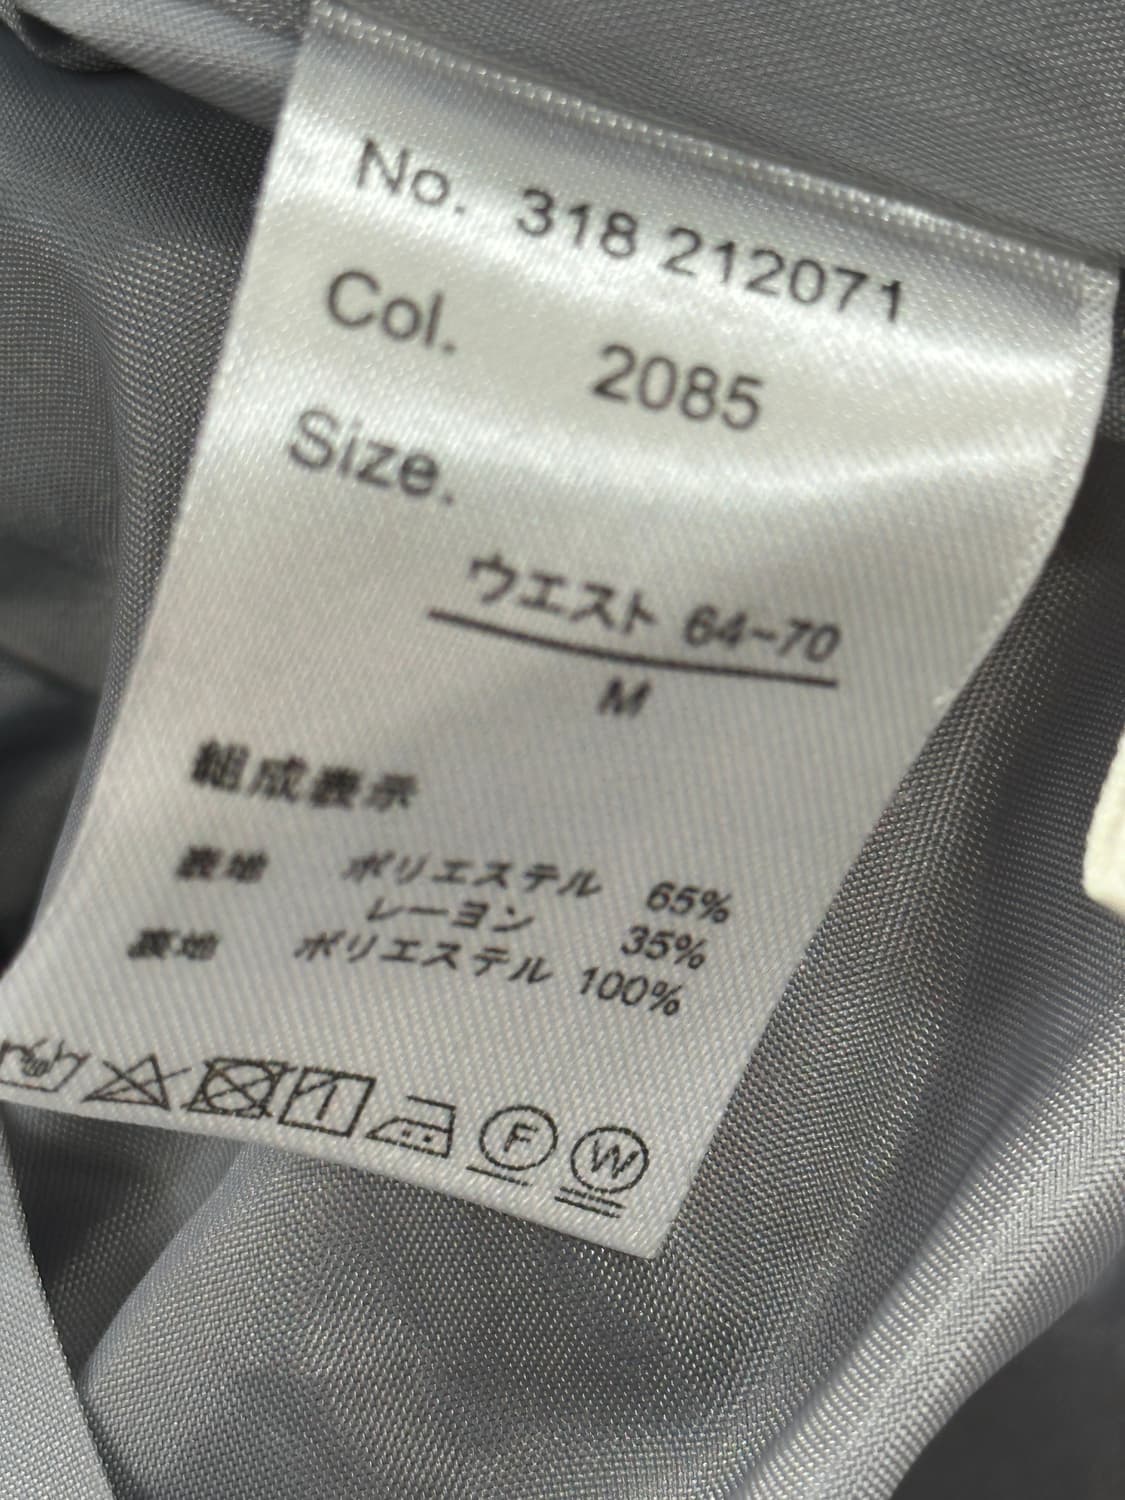 No. 318 212071
Col. 2085
Size.
ウエスト 64-70
M
組成表示
表地 ポリエステル 65%
レーヨン 35%
裏地 ポリエステル 100%
F W